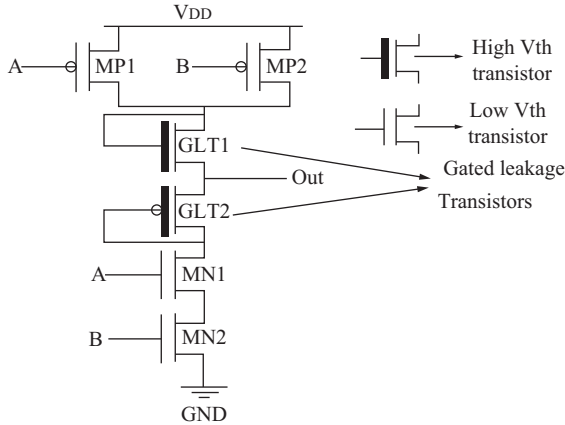 VDD
A MP1 B MP2
High Vth
transistor
Low Vth
transistor
GLT1
Gated leakage
Out
Transistors
GLT2
A MN1
B MN2
GND